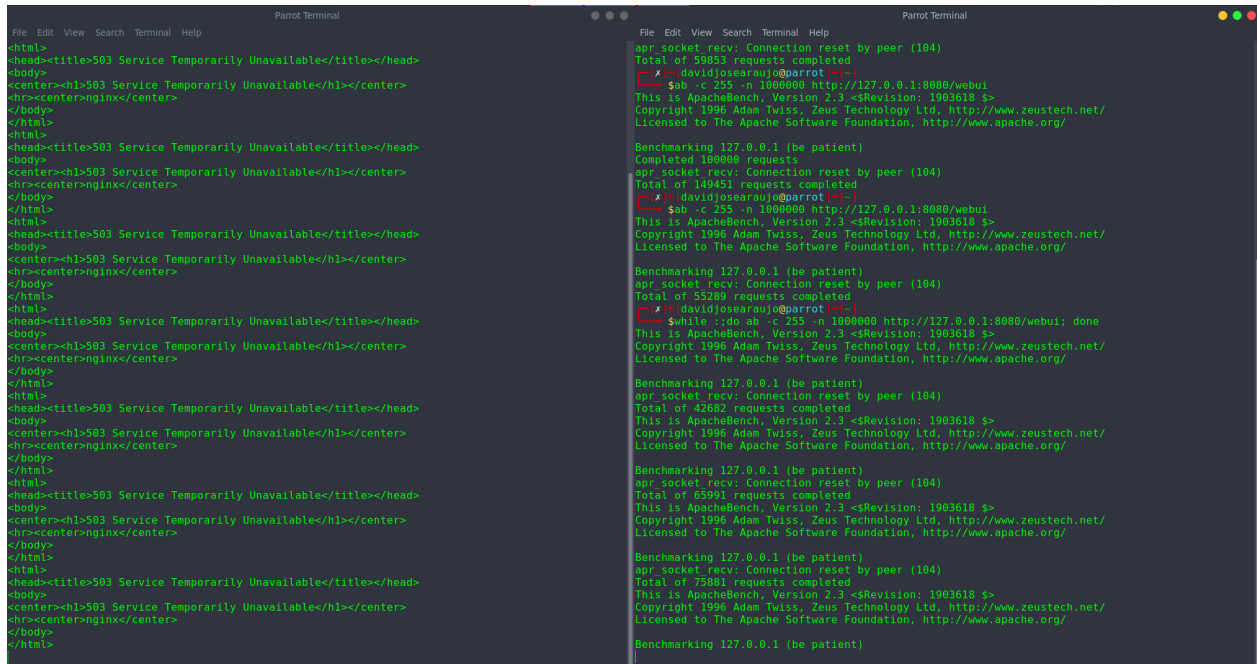 Parrot Terminal
File Edit View Search Terminal Help
<html>
<head><title>503 Service Temporarily Unavailable</title></head>
<body>
<center><h1>503 Service Temporarily Unavailable</h1></center>
<hr><center>nginx</center>
</body>
</html>
<html>
<head><title>503 Service Temporarily Unavailable</title></head>
<body>
<center><h1>503 Service Temporarily Unavailable</h1></center>
<hr><center>nginx</center>
</body>
</html>
<html>
<head><title>503 Service Temporarily Unavailable</title></head>
<body>
<center><h1>503 Service Temporarily Unavailable</h1></center>
<hr><center>nginx</center>
</body>
</html>
<html>
<head><title>503 Service Temporarily Unavailable</title></head>
<body>
<center><h1>503 Service Temporarily Unavailable</h1></center>
<hr><center>nginx</center>
</body>
</html>
<html>
<head><title>503 Service Temporarily Unavailable</title></head>
<body>
<center><h1>503 Service Temporarily Unavailable</h1></center>
<hr><center>nginx</center>
</body>
</html>
<html>
<head><title>503 Service Temporarily Unavailable</title></head>
<body>
<center><h1>503 Service Temporarily Unavailable</h1></center>
<hr><center>nginx</center>
</body>
</html>
<html>
<head><title>503 Service Temporarily Unavailable</title></head>
<body>
<center><h1>503 Service Temporarily Unavailable</h1></center>
<hr><center>nginx</center>
</body>
</html>
Parrot Terminal
File Edit View Search Terminal Help
apr_socket_recv: Connection reset by peer (104)
Total of 59853 requests completed
┌─[✗]─[davidjosearaujo@parrot]─[~]
└──╼ $ab -c 255 -n 1000000 http://127.0.0.1:8080/webui
This is ApacheBench, Version 2.3 <$Revision: 1903618 $>
Copyright 1996 Adam Twiss, Zeus Technology Ltd, http://www.zeustech.net/
Licensed to The Apache Software Foundation, http://www.apache.org/

Benchmarking 127.0.0.1 (be patient)
Completed 100000 requests
apr_socket_recv: Connection reset by peer (104)
Total of 149451 requests completed
┌─[✗]─[davidjosearaujo@parrot]─[~]
└──╼ $ab -c 255 -n 1000000 http://127.0.0.1:8080/webui
This is ApacheBench, Version 2.3 <$Revision: 1903618 $>
Copyright 1996 Adam Twiss, Zeus Technology Ltd, http://www.zeustech.net/
Licensed to The Apache Software Foundation, http://www.apache.org/

Benchmarking 127.0.0.1 (be patient)
apr_socket_recv: Connection reset by peer (104)
Total of 55289 requests completed
┌─[✗]─[davidjosearaujo@parrot]─[~]
└──╼ $while :;do ab -c 255 -n 1000000 http://127.0.0.1:8080/webui; done
This is ApacheBench, Version 2.3 <$Revision: 1903618 $>
Copyright 1996 Adam Twiss, Zeus Technology Ltd, http://www.zeustech.net/
Licensed to The Apache Software Foundation, http://www.apache.org/

Benchmarking 127.0.0.1 (be patient)
apr_socket_recv: Connection reset by peer (104)
Total of 42682 requests completed
This is ApacheBench, Version 2.3 <$Revision: 1903618 $>
Copyright 1996 Adam Twiss, Zeus Technology Ltd, http://www.zeustech.net/
Licensed to The Apache Software Foundation, http://www.apache.org/

Benchmarking 127.0.0.1 (be patient)
apr_socket_recv: Connection reset by peer (104)
Total of 65991 requests completed
This is ApacheBench, Version 2.3 <$Revision: 1903618 $>
Copyright 1996 Adam Twiss, Zeus Technology Ltd, http://www.zeustech.net/
Licensed to The Apache Software Foundation, http://www.apache.org/

Benchmarking 127.0.0.1 (be patient)
apr_socket_recv: Connection reset by peer (104)
Total of 75881 requests completed
This is ApacheBench, Version 2.3 <$Revision: 1903618 $>
Copyright 1996 Adam Twiss, Zeus Technology Ltd, http://www.zeustech.net/
Licensed to The Apache Software Foundation, http://www.apache.org/

Benchmarking 127.0.0.1 (be patient)